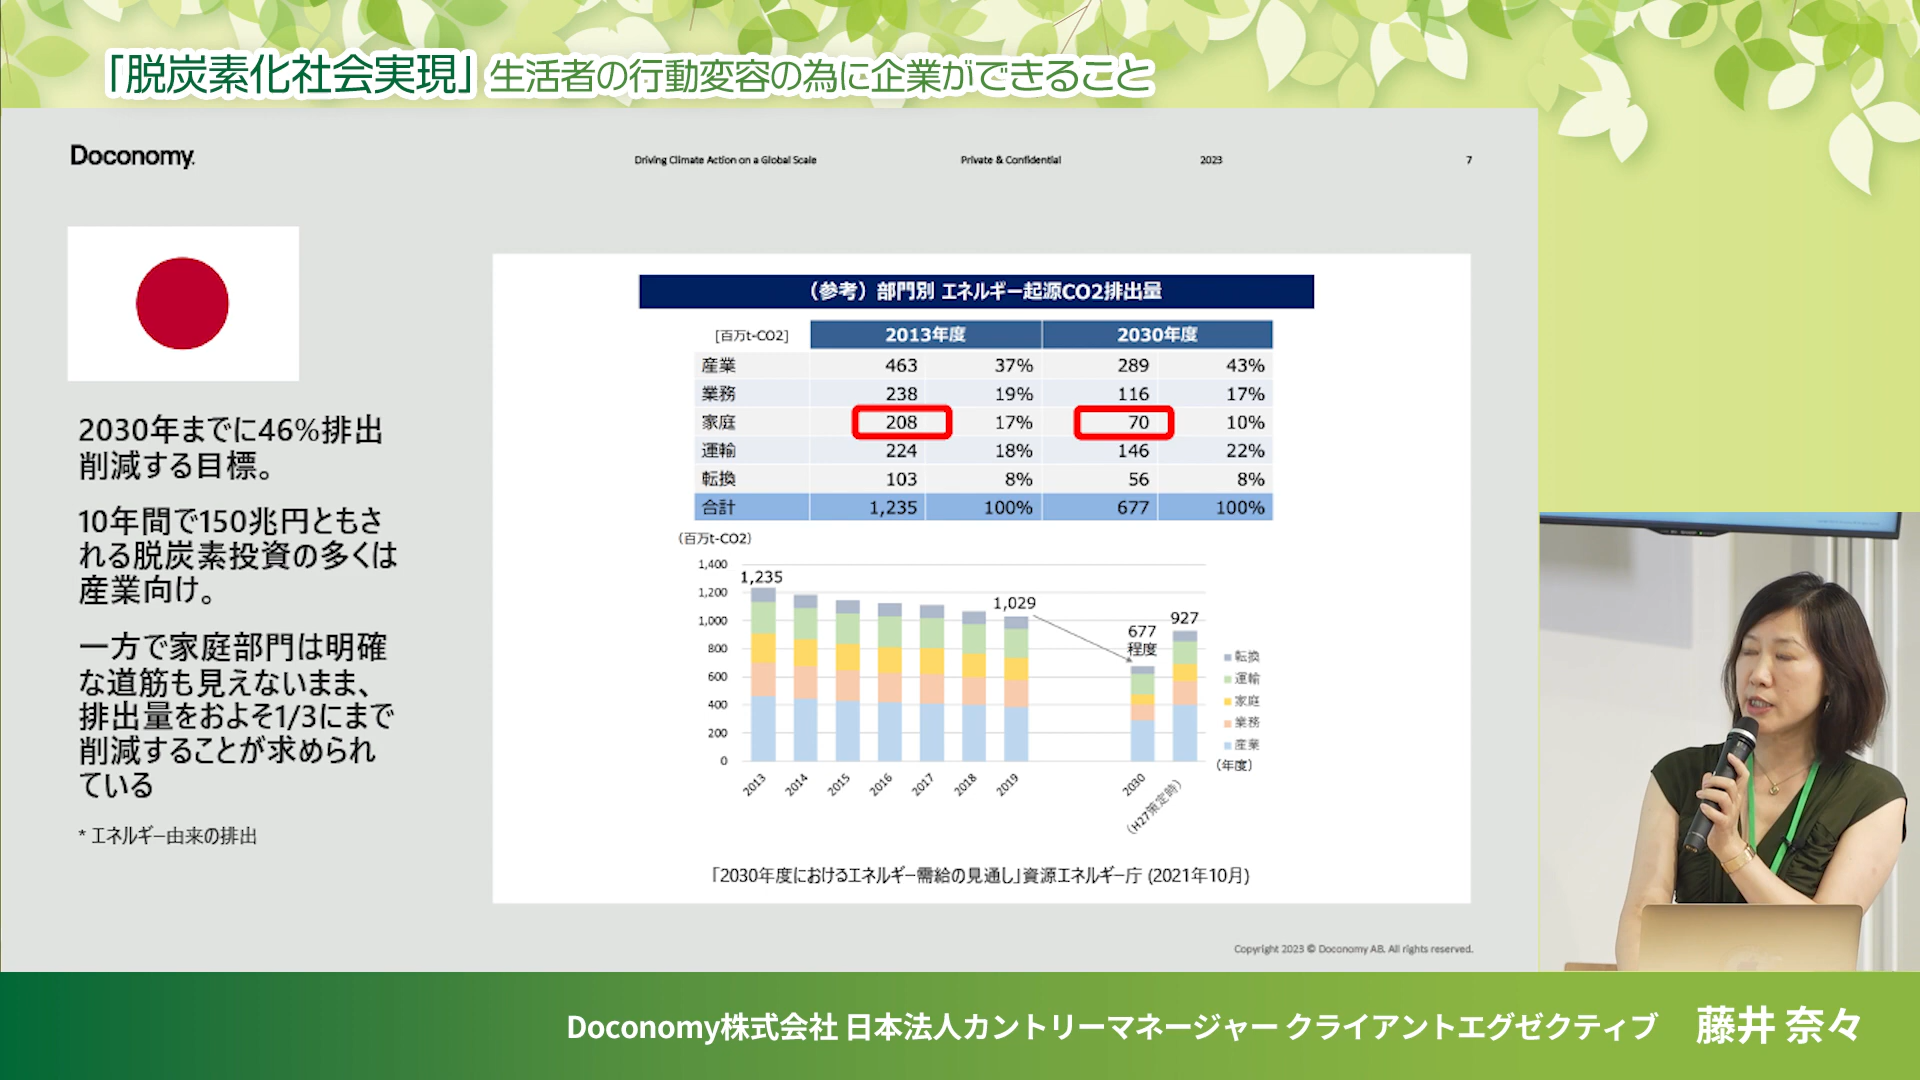 「脱炭素化社会実現」生活者の行動変容の為に企業ができること
Doconomy.
Driving Climate Action on a Global Scale
Private & Confidential
2023
7
2030年までに46%排出
削減する目標。
10年間で150兆円ともさ
れる脱炭素投資の多くは
産業向け。
一方で家庭部門は明確
な道筋も見えないまま、
排出量をおよそ1/3にまで
削減することが求められ
ている
* エネルギー由来の排出
（参考）部門別 エネルギー起源CO2排出量
[百万t-CO2] 2013年度 2030年度
産業 463 37% 289 43%
業務 238 19% 116 17%
家庭 208 17% 70 10%
運輸 224 18% 146 22%
転換 103 8% 56 8%
合計 1,235 100% 677 100%
（百万t-CO2）
1,400
1,200
1,000
800
600
400
200
0
1,235
1,029
677
程度
927
2013
2014
2015
2016
2017
2018
2019
2030
（H27策定時）
転換
運輸
家庭
業務
産業
（年度）
「2030年度におけるエネルギー需給の見通し」資源エネルギー庁 (2021年10月)
Copyright 2023 © Doconomy AB. All rights reserved.
Doconomy株式会社 日本法人カントリーマネージャー クライアントエグゼクティブ 藤井 奈々